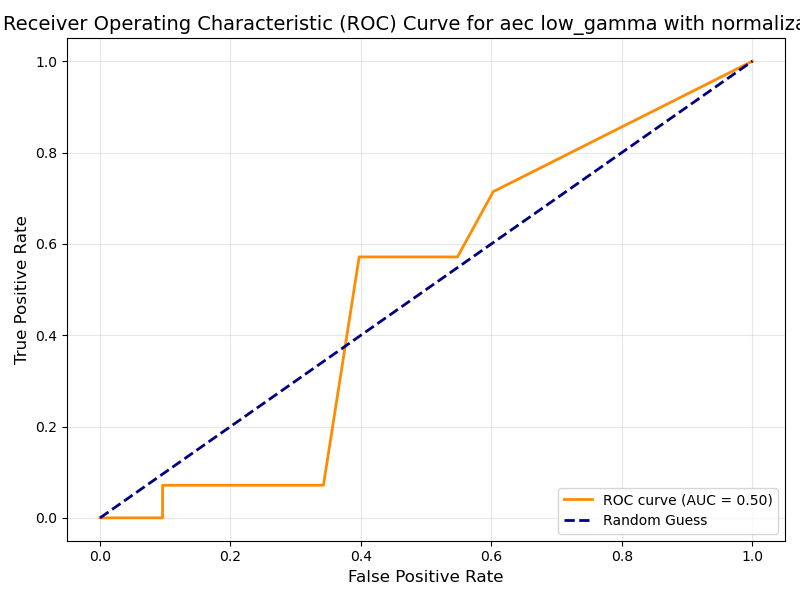 Receiver Operating Characteristic (ROC) Curve for aec low_gamma with normaliza
1.0
0.8
0.6
0.4
0.2
0.0
True Positive Rate
0.0 0.2 0.4 0.6 0.8 1.0
False Positive Rate
ROC curve (AUC = 0.50)
Random Guess